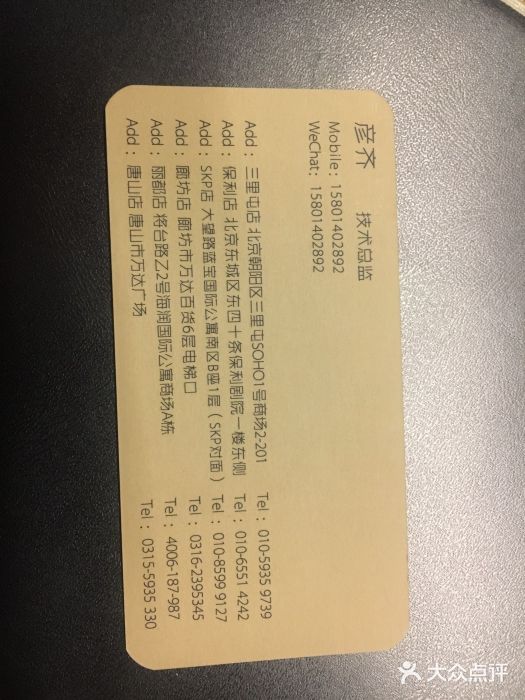 彦齐 技术总监
Mobile：15801402892
WeChat：15801402892
Add：三里屯店 北京朝阳区三里屯SOHO1号商场2-201 Tel：010-5935 9739
Add：保利店 北京东城区东四十条保利剧院一楼东侧 Tel：010-6551 4242
Add：SKP店 大望路蓝宝国际公寓南区B座1层（SKP对面） Tel：010-8599 9127
Add：廊坊店 廊坊市万达百货6层电梯口 Tel：0316-2395345
Add：丽都店 将台路乙2号海润国际公寓商场A栋 Tel：4006-187-987
Add：唐山店 唐山市万达广场 Tel：0315-5935 330
大众点评